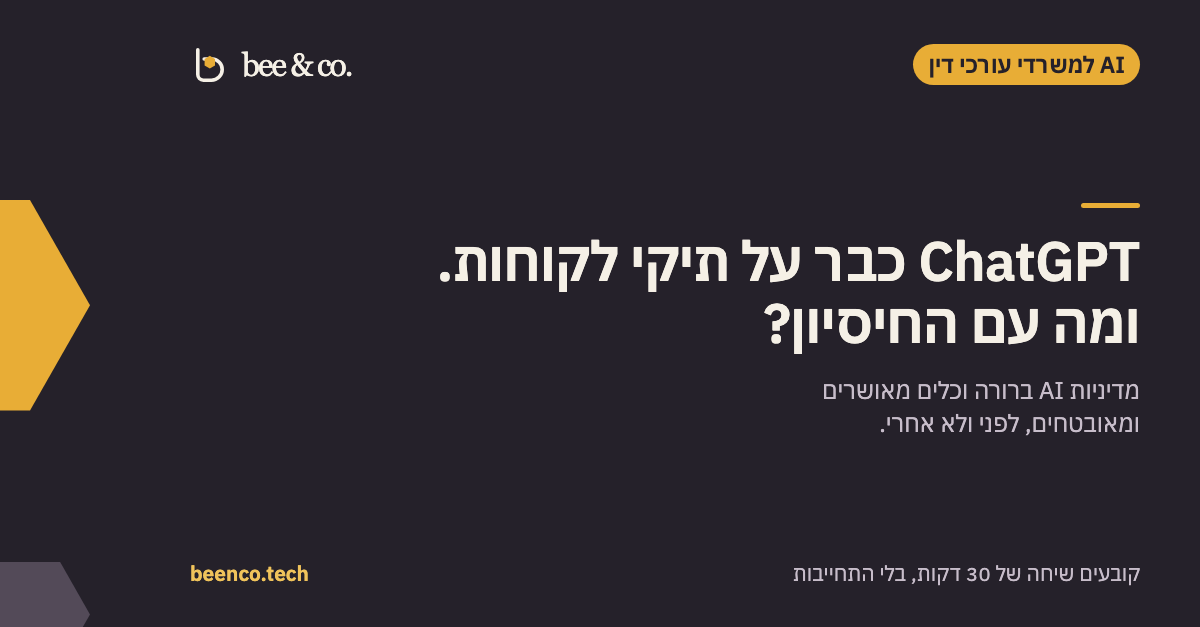 AI למשרדי עורכי דין
bee & co.
ChatGPT כבר על תיקי לקוחות.
ומה עם החיסיון?
מדיניות AI ברורה וכלים מאושרים
ומאובטחים, לפני ולא אחרי.
קובעים שיחה של 30 דקות, בלי התחייבות
beenco.tech